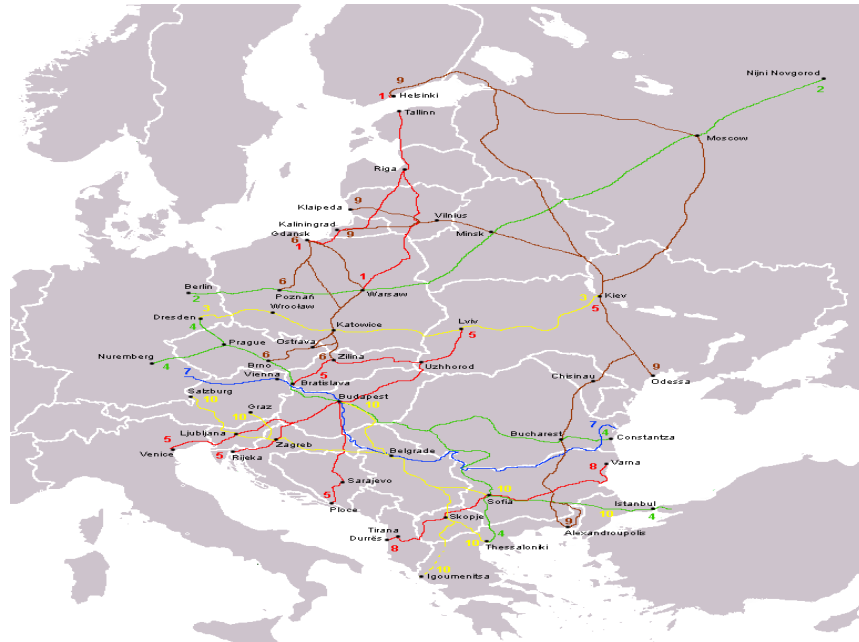 Nijni Novgorod
2
9
1
Helsinki
Tallinn
Moscow
Riga
9
Klaipeda
Vilnius
Kaliningrad
9
Gdańsk
6
1
Minsk
1
6
Berlin
2
Poznań
Warsaw
3
Kiev
5
Wrocław
3
Dresden
4
Lviv
5
Katowice
Prague
Ostrava
Nuremberg
4
6
Brno
6
Zilina
5
Uzhhorod
7
Vienna
Bratislava
Chisinau
9
Odessa
Salzburg
10
Budapest
10
Graz
10
7
Ljubljana
Zagreb
Bucharest
4
Constantza
5
Venice
5
Rijeka
Belgrade
8
Varna
Sarajevo
5
Ploce
10
Sofia
Istanbul
4
10
Skopje
9
Alexandroupolis
Tirana
Durrës
8
4
10
Thessaloniki
10
Igoumenitsa